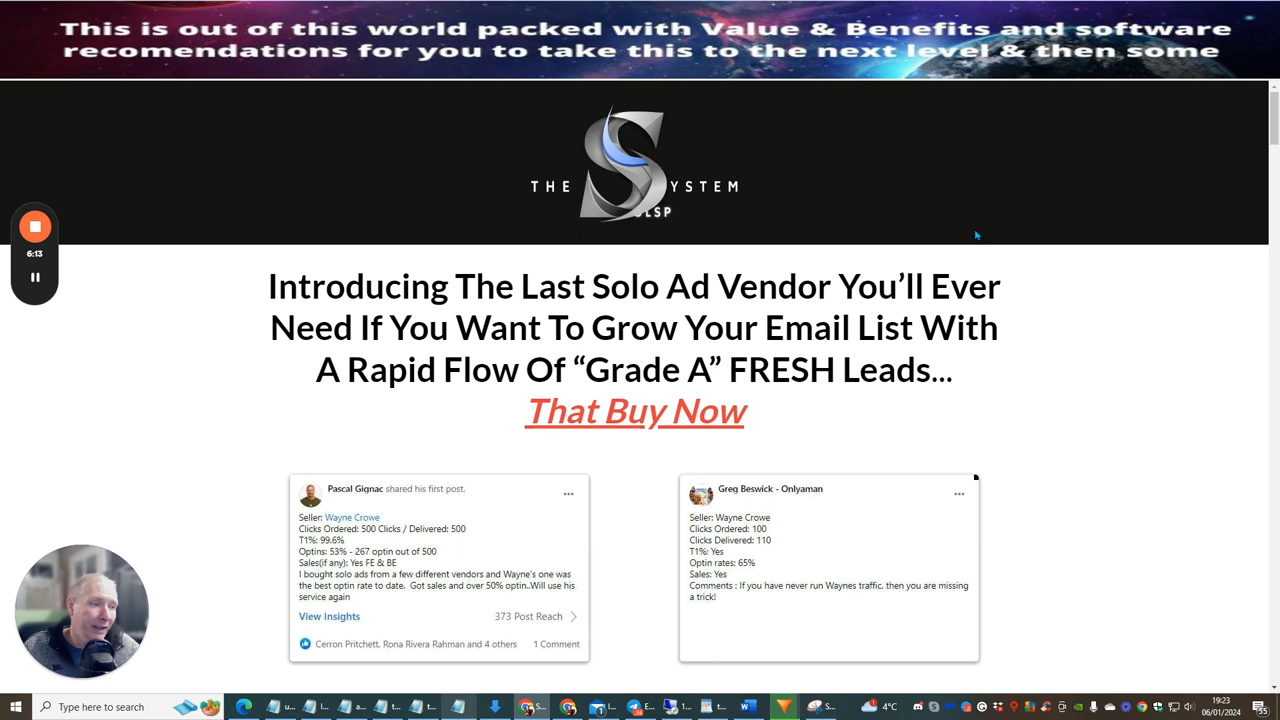 This is out of this world packed with Value & Benefits and software
recomendations for you to take this to the next level & then some
THE SYSTEM
OLSP
6:13
Introducing The Last Solo Ad Vendor You’ll Ever
Need If You Want To Grow Your Email List With
A Rapid Flow Of “Grade A” FRESH Leads...
That Buy Now
Pascal Gignac shared his first post.
Seller: Wayne Crowe
Clicks Ordered: 500 Clicks / Delivered: 500
T1%: 99.6%
Optins: 53% - 267 optin out of 500
Sales(if any): Yes FE & BE
I bought solo ads from a few different vendors and Wayne's one was
the best optin rate to date. Got sales and over 50% optin..Will use his
service again
View Insights 373 Post Reach
Cerron Pritchett, Rona Rivera Rahman and 4 others 1 Comment
Greg Beswick - Onlyaman
Seller: Wayne Crowe
Clicks Ordered: 100
Clicks Delivered: 110
T1%: Yes
Optin rates: 65%
Sales: Yes
Comments : If you have never run Waynes traffic, then you are missing
a trick!
Type here to search u... l... a... t... t... S... I... E... 1... t... S... 4°C 19:23
06/01/2024